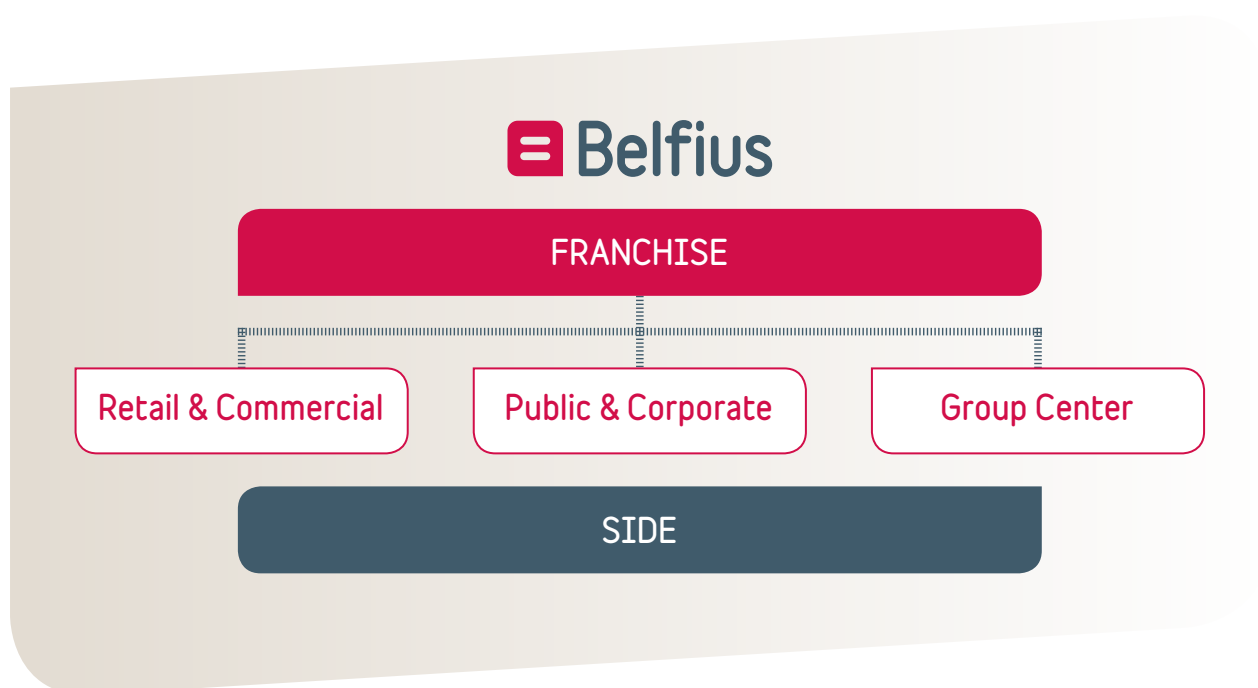 Belfius
FRANCHISE
Retail & Commercial
Public & Corporate
Group Center
SIDE